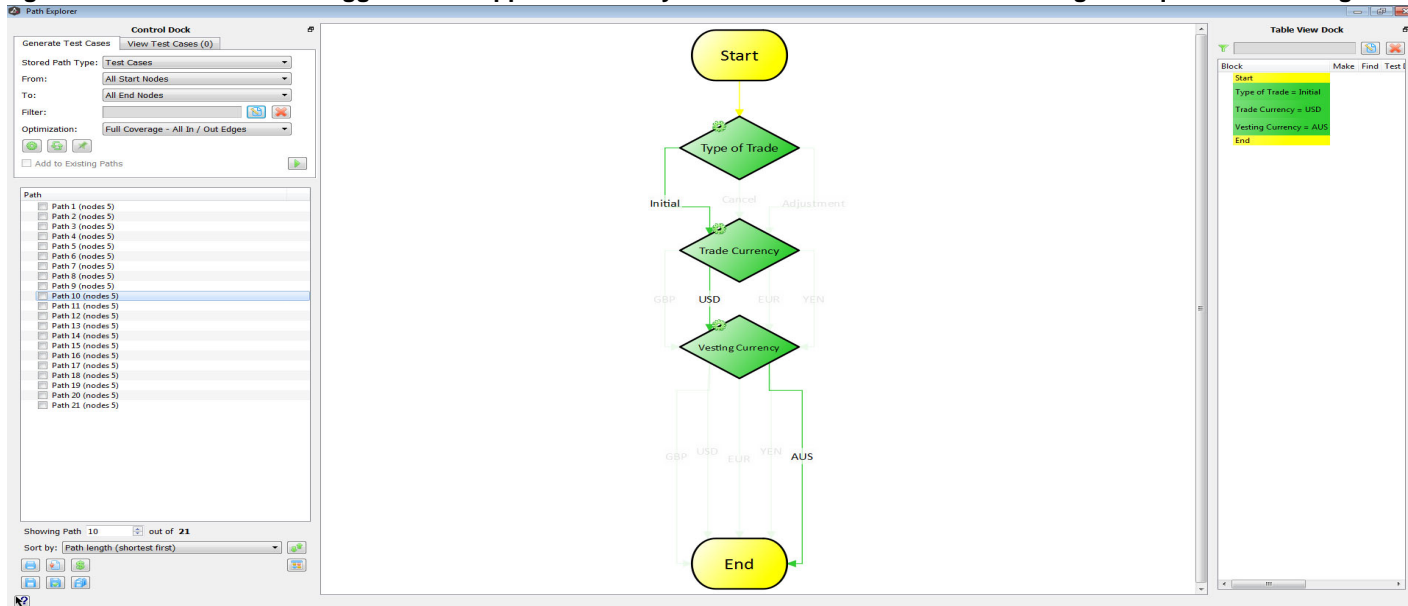 Path Explorer
Control Dock
Generate Test Cases
View Test Cases (0)
Stored Path Type: Test Cases
From: All Start Nodes
To: All End Nodes
Filter:
Optimization: Full Coverage - All In / Out Edges
Add to Existing Paths
Path
Path 1 (nodes 5)
Path 2 (nodes 5)
Path 3 (nodes 5)
Path 4 (nodes 5)
Path 5 (nodes 5)
Path 6 (nodes 5)
Path 7 (nodes 5)
Path 8 (nodes 5)
Path 9 (nodes 5)
Path 10 (nodes 5)
Path 11 (nodes 5)
Path 12 (nodes 5)
Path 13 (nodes 5)
Path 14 (nodes 5)
Path 15 (nodes 5)
Path 16 (nodes 5)
Path 17 (nodes 5)
Path 18 (nodes 5)
Path 19 (nodes 5)
Path 20 (nodes 5)
Path 21 (nodes 5)
Showing Path 10 out of 21
Sort by: Path length (shortest first)
Start
Type of Trade
Initial Cancel Adjustment
Trade Currency
GBP USD EUR YEN
Vesting Currency
GBP USD EUR YEN AUS
End
Table View Dock
Block Make Find Test
Start
Type of Trade = Initial
Trade Currency = USD
Vesting Currency = AUS
End